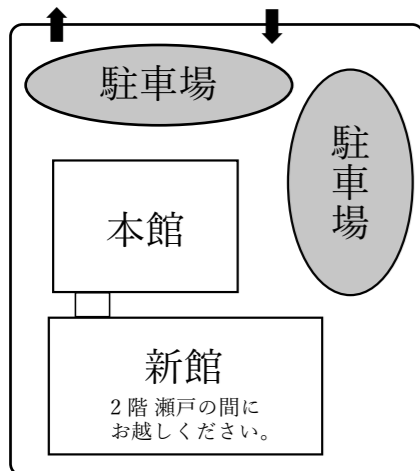 駐車場
駐車場
本館
新館
2階 瀬戸の間に
お越しください。